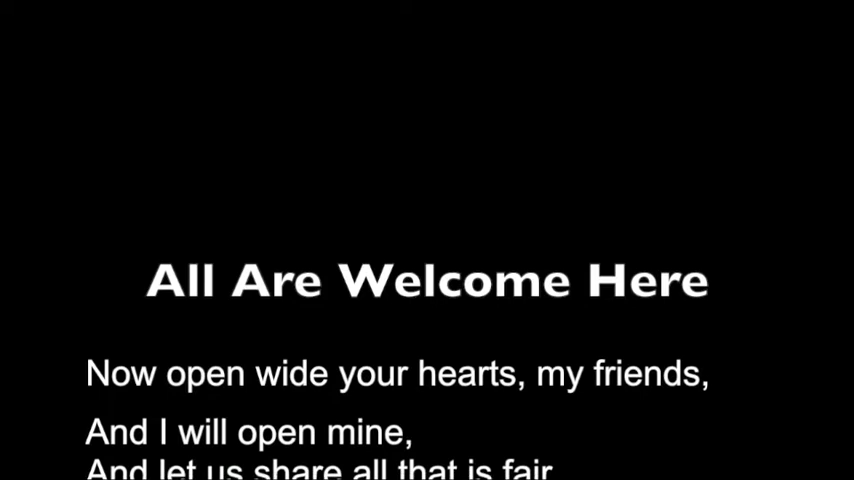 All Are Welcome Here
Now open wide your hearts, my friends,
And I will open mine,
And let us share all that is fair